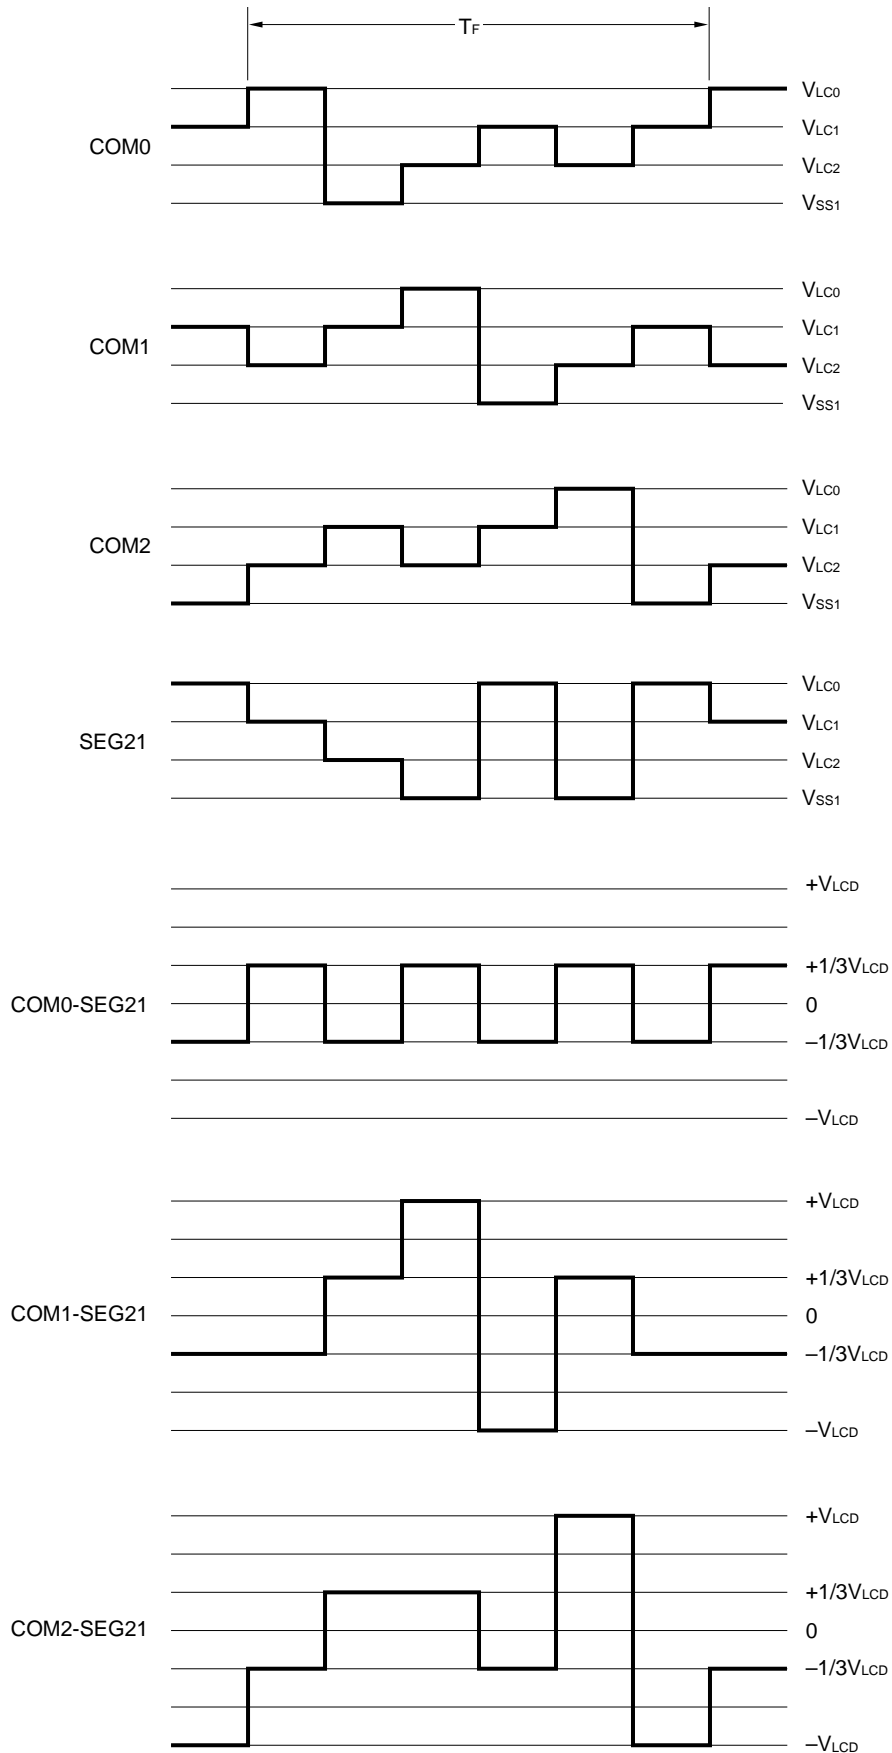 TF
COM0
VLC0
VLC1
VLC2
VSS1
COM1
VLC0
VLC1
VLC2
VSS1
COM2
VLC0
VLC1
VLC2
VSS1
SEG21
VLC0
VLC1
VLC2
VSS1
COM0-SEG21
+VLCD
+1/3VLCD
0
–1/3VLCD
–VLCD
COM1-SEG21
+VLCD
+1/3VLCD
0
–1/3VLCD
–VLCD
COM2-SEG21
+VLCD
+1/3VLCD
0
–1/3VLCD
–VLCD